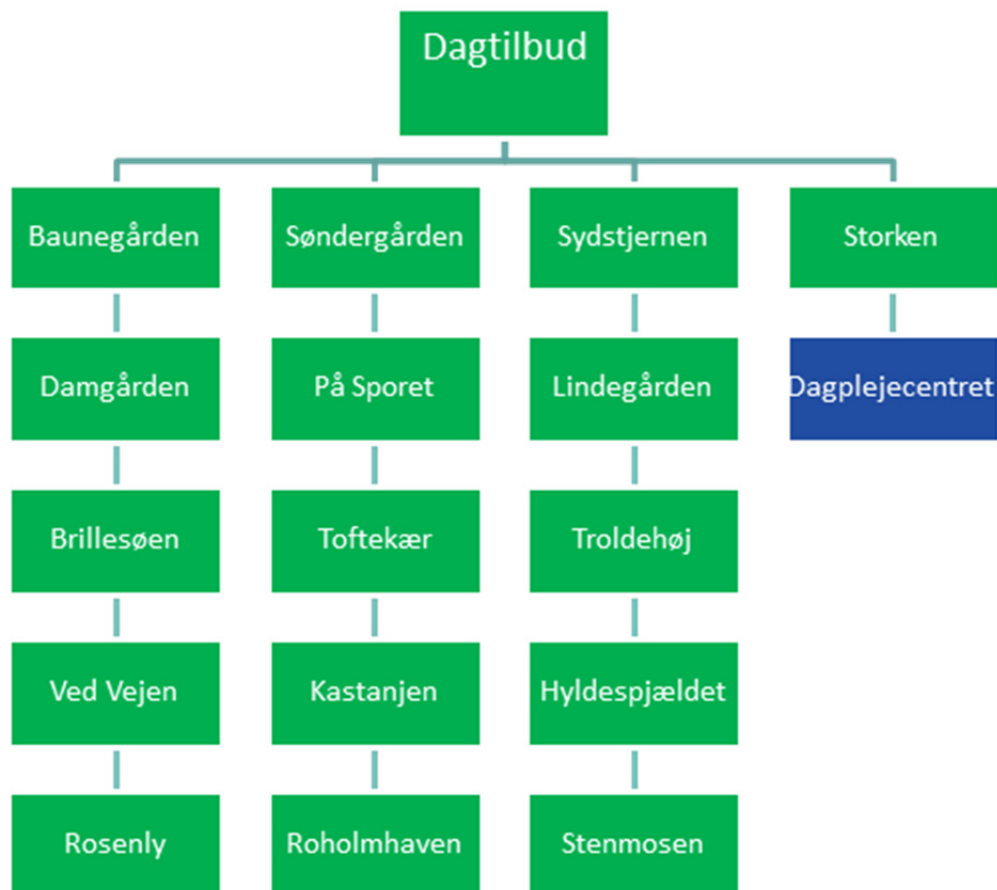 Dagtilbud
Baunegården
Søndergården
Sydstjernen
Storken
Damgården
På Sporet
Lindegården
Dagplejecentret
Brillesøen
Toftekær
Troldehøj
Ved Vejen
Kastanjen
Hyldespjældet
Rosenly
Roholmhaven
Stenmosen